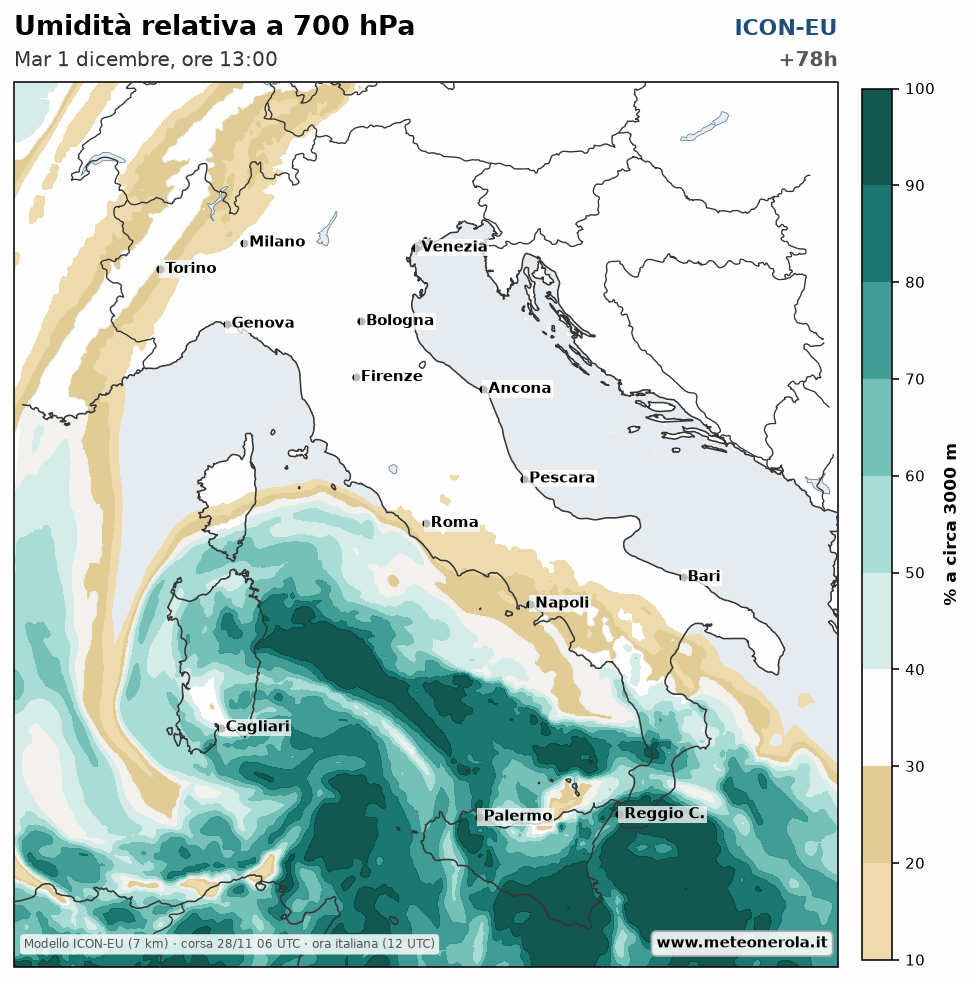 Umidità relativa a 700 hPa
ICON-EU
Mar 1 dicembre, ore 13:00
+78h
100
90
80
70
60
50
40
30
20
10
% a circa 3000 m
Milano
Venezia
Torino
Genova
Bologna
Firenze
Ancona
Pescara
Roma
Bari
Napoli
Cagliari
Palermo
Reggio C.
Modello ICON-EU (7 km) · corsa 28/11 06 UTC · ora italiana (12 UTC)
www.meteonerola.it